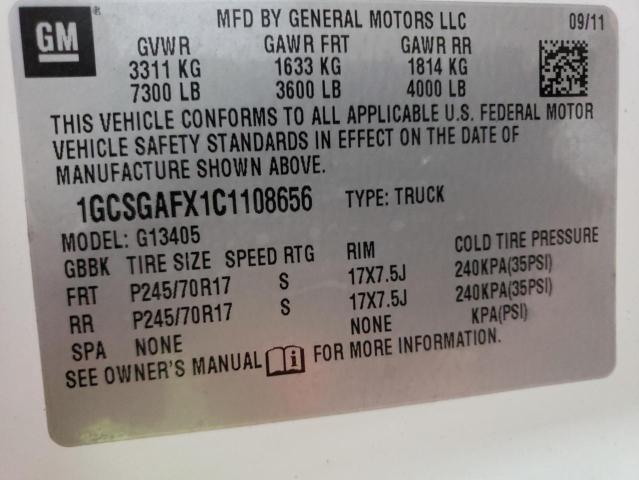 GM
MFD BY GENERAL MOTORS LLC 09/11
GVWR GAWR FRT GAWR RR
3311 KG 1633 KG 1814 KG
7300 LB 3600 LB 4000 LB
THIS VEHICLE CONFORMS TO ALL APPLICABLE U.S. FEDERAL MOTOR
VEHICLE SAFETY STANDARDS IN EFFECT ON THE DATE OF
MANUFACTURE SHOWN ABOVE.
1GCSGAFX1C1108656 TYPE: TRUCK
MODEL: G13405
GBBK TIRE SIZE SPEED RTG RIM COLD TIRE PRESSURE
FRT P245/70R17 S 17X7.5J 240KPA(35PSI)
RR P245/70R17 S 17X7.5J 240KPA(35PSI)
SPA NONE NONE KPA(PSI)
SEE OWNER'S MANUAL i FOR MORE INFORMATION.